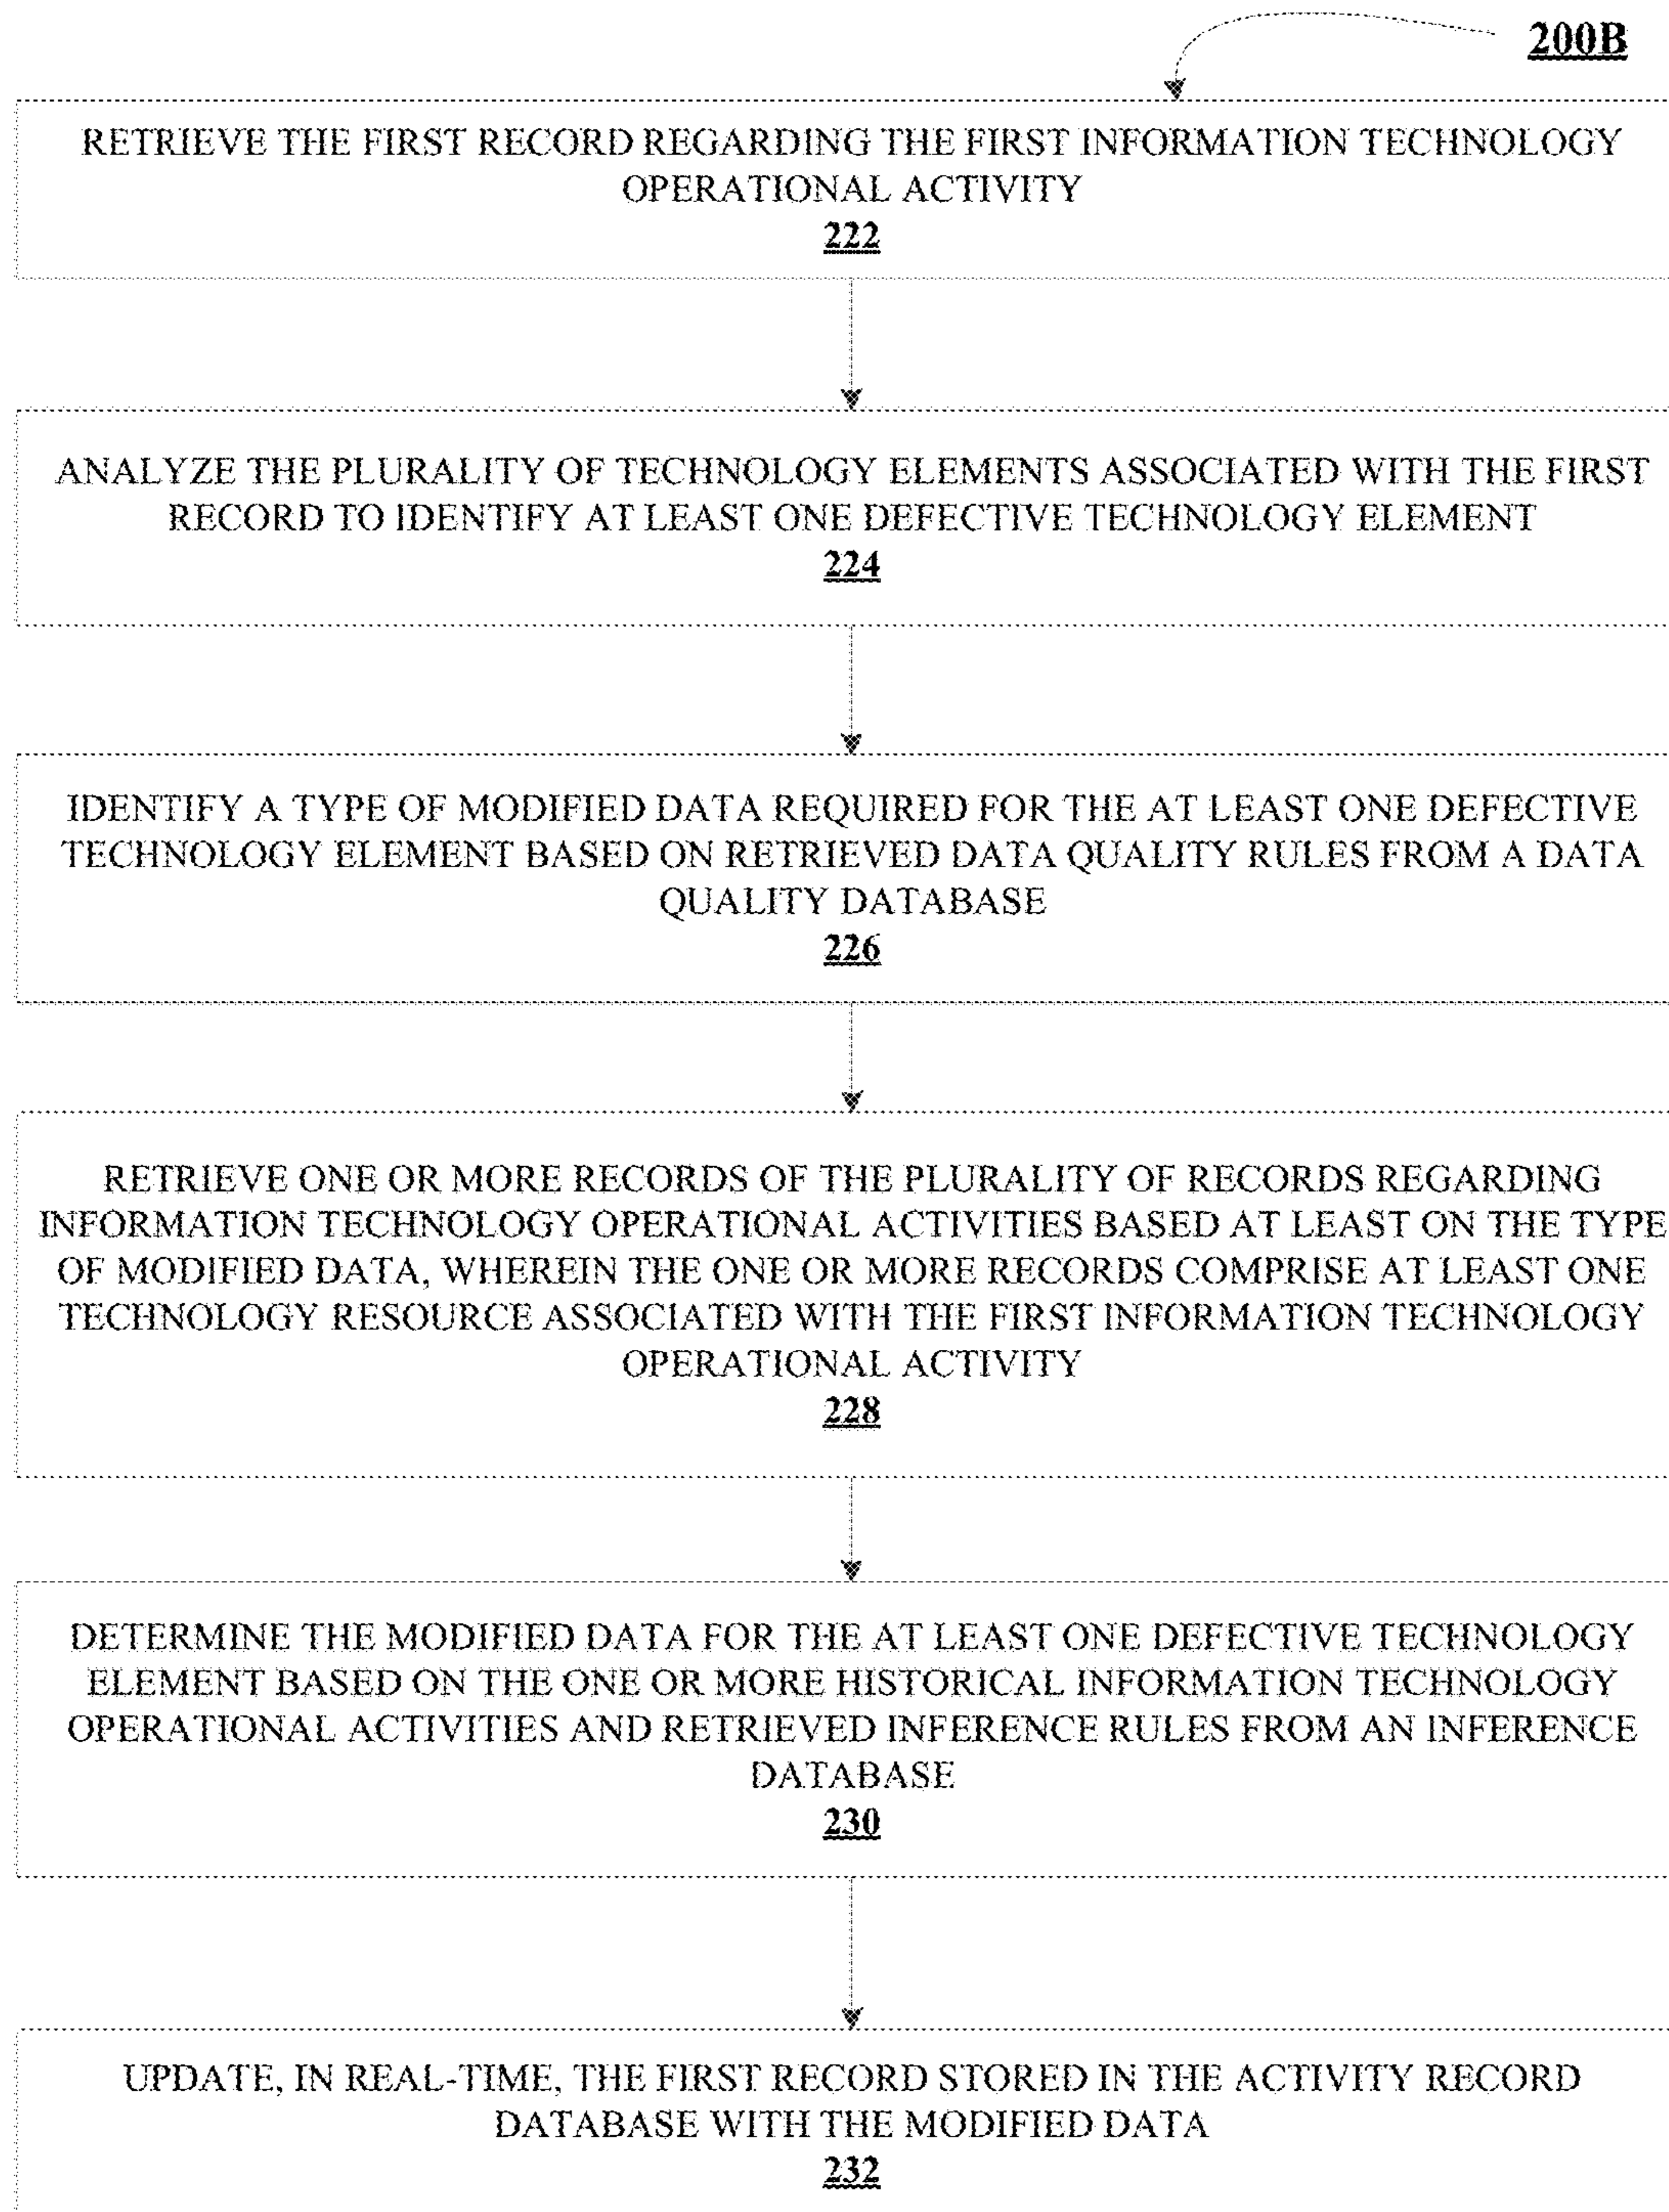 200B
RETRIEVE THE FIRST RECORD REGARDING THE FIRST INFORMATION TECHNOLOGY
OPERATIONAL ACTIVITY
222
ANALYZE THE PLURALITY OF TECHNOLOGY ELEMENTS ASSOCIATED WITH THE FIRST
RECORD TO IDENTIFY AT LEAST ONE DEFECTIVE TECHNOLOGY ELEMENT
224
IDENTIFY A TYPE OF MODIFIED DATA REQUIRED FOR THE AT LEAST ONE DEFECTIVE
TECHNOLOGY ELEMENT BASED ON RETRIEVED DATA QUALITY RULES FROM A DATA
QUALITY DATABASE
226
RETRIEVE ONE OR MORE RECORDS OF THE PLURALITY OF RECORDS REGARDING
INFORMATION TECHNOLOGY OPERATIONAL ACTIVITIES BASED AT LEAST ON THE TYPE
OF MODIFIED DATA, WHEREIN THE ONE OR MORE RECORDS COMPRISE AT LEAST ONE
TECHNOLOGY RESOURCE ASSOCIATED WITH THE FIRST INFORMATION TECHNOLOGY
OPERATIONAL ACTIVITY
228
DETERMINE THE MODIFIED DATA FOR THE AT LEAST ONE DEFECTIVE TECHNOLOGY
ELEMENT BASED ON THE ONE OR MORE HISTORICAL INFORMATION TECHNOLOGY
OPERATIONAL ACTIVITIES AND RETRIEVED INFERENCE RULES FROM AN INFERENCE
DATABASE
230
UPDATE, IN REAL-TIME, THE FIRST RECORD STORED IN THE ACTIVITY RECORD
DATABASE WITH THE MODIFIED DATA
232